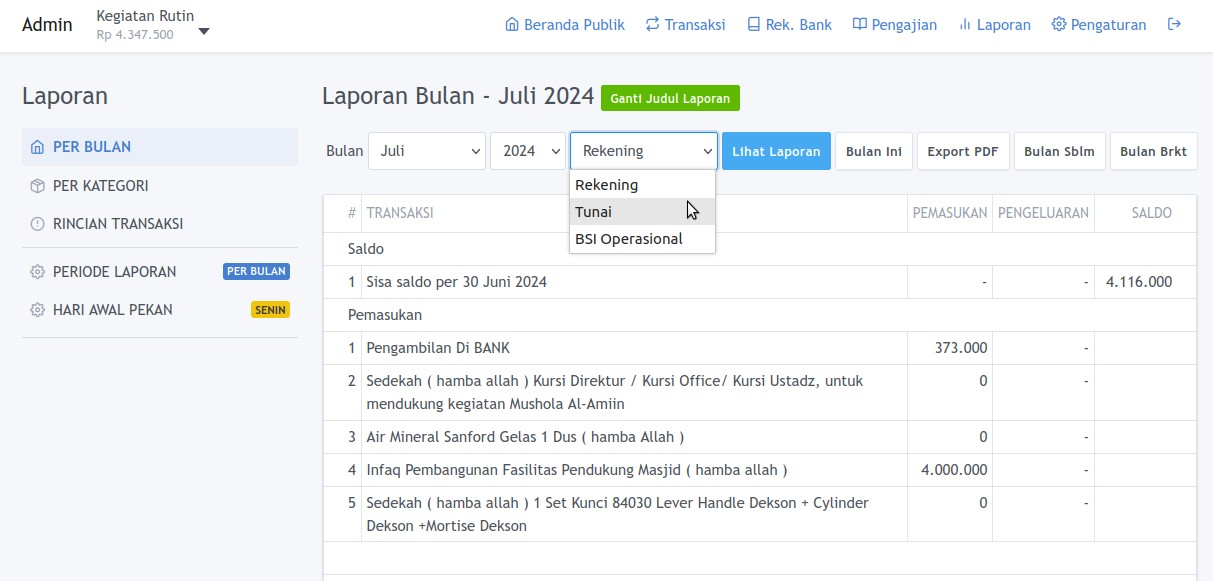 Admin
Kegiatan Rutin
Rp 4.347.500
Beranda Publik
Transaksi
Rek. Bank
Pengajian
Laporan
Pengaturan
Laporan
PER BULAN
PER KATEGORI
RINCIAN TRANSAKSI
PERIODE LAPORAN PER BULAN
HARI AWAL PEKAN SENIN
Laporan Bulan - Juli 2024 Ganti Judul Laporan
Bulan Juli 2024 Rekening Lihat Laporan Bulan Ini Export PDF Bulan Sblm Bulan Brkt
Rekening
Tunai
BSI Operasional
# TRANSAKSI PEMASUKAN PENGELUARAN SALDO
Saldo
1 Sisa saldo per 30 Juni 2024 - - 4.116.000
Pemasukan
1 Pengambilan Di BANK 373.000 -
2 Sedekah ( hamba allah ) Kursi Direktur / Kursi Office/ Kursi Ustadz, untuk 0 -
mendukung kegiatan Mushola Al-Amiin
3 Air Mineral Sanford Gelas 1 Dus ( hamba Allah ) 0 -
4 Infaq Pembangunan Fasilitas Pendukung Masjid ( hamba allah ) 4.000.000 -
5 Sedekah ( hamba allah ) 1 Set Kunci 84030 Lever Handle Dekson + Cylinder 0 -
Dekson +Mortise Dekson